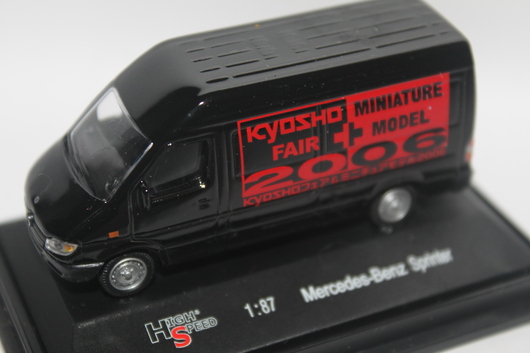 KYOSHO MINIATURE
FAIR + MODEL
2006
HIGH SPEED
1:87 Mercedes-Benz Sprinter